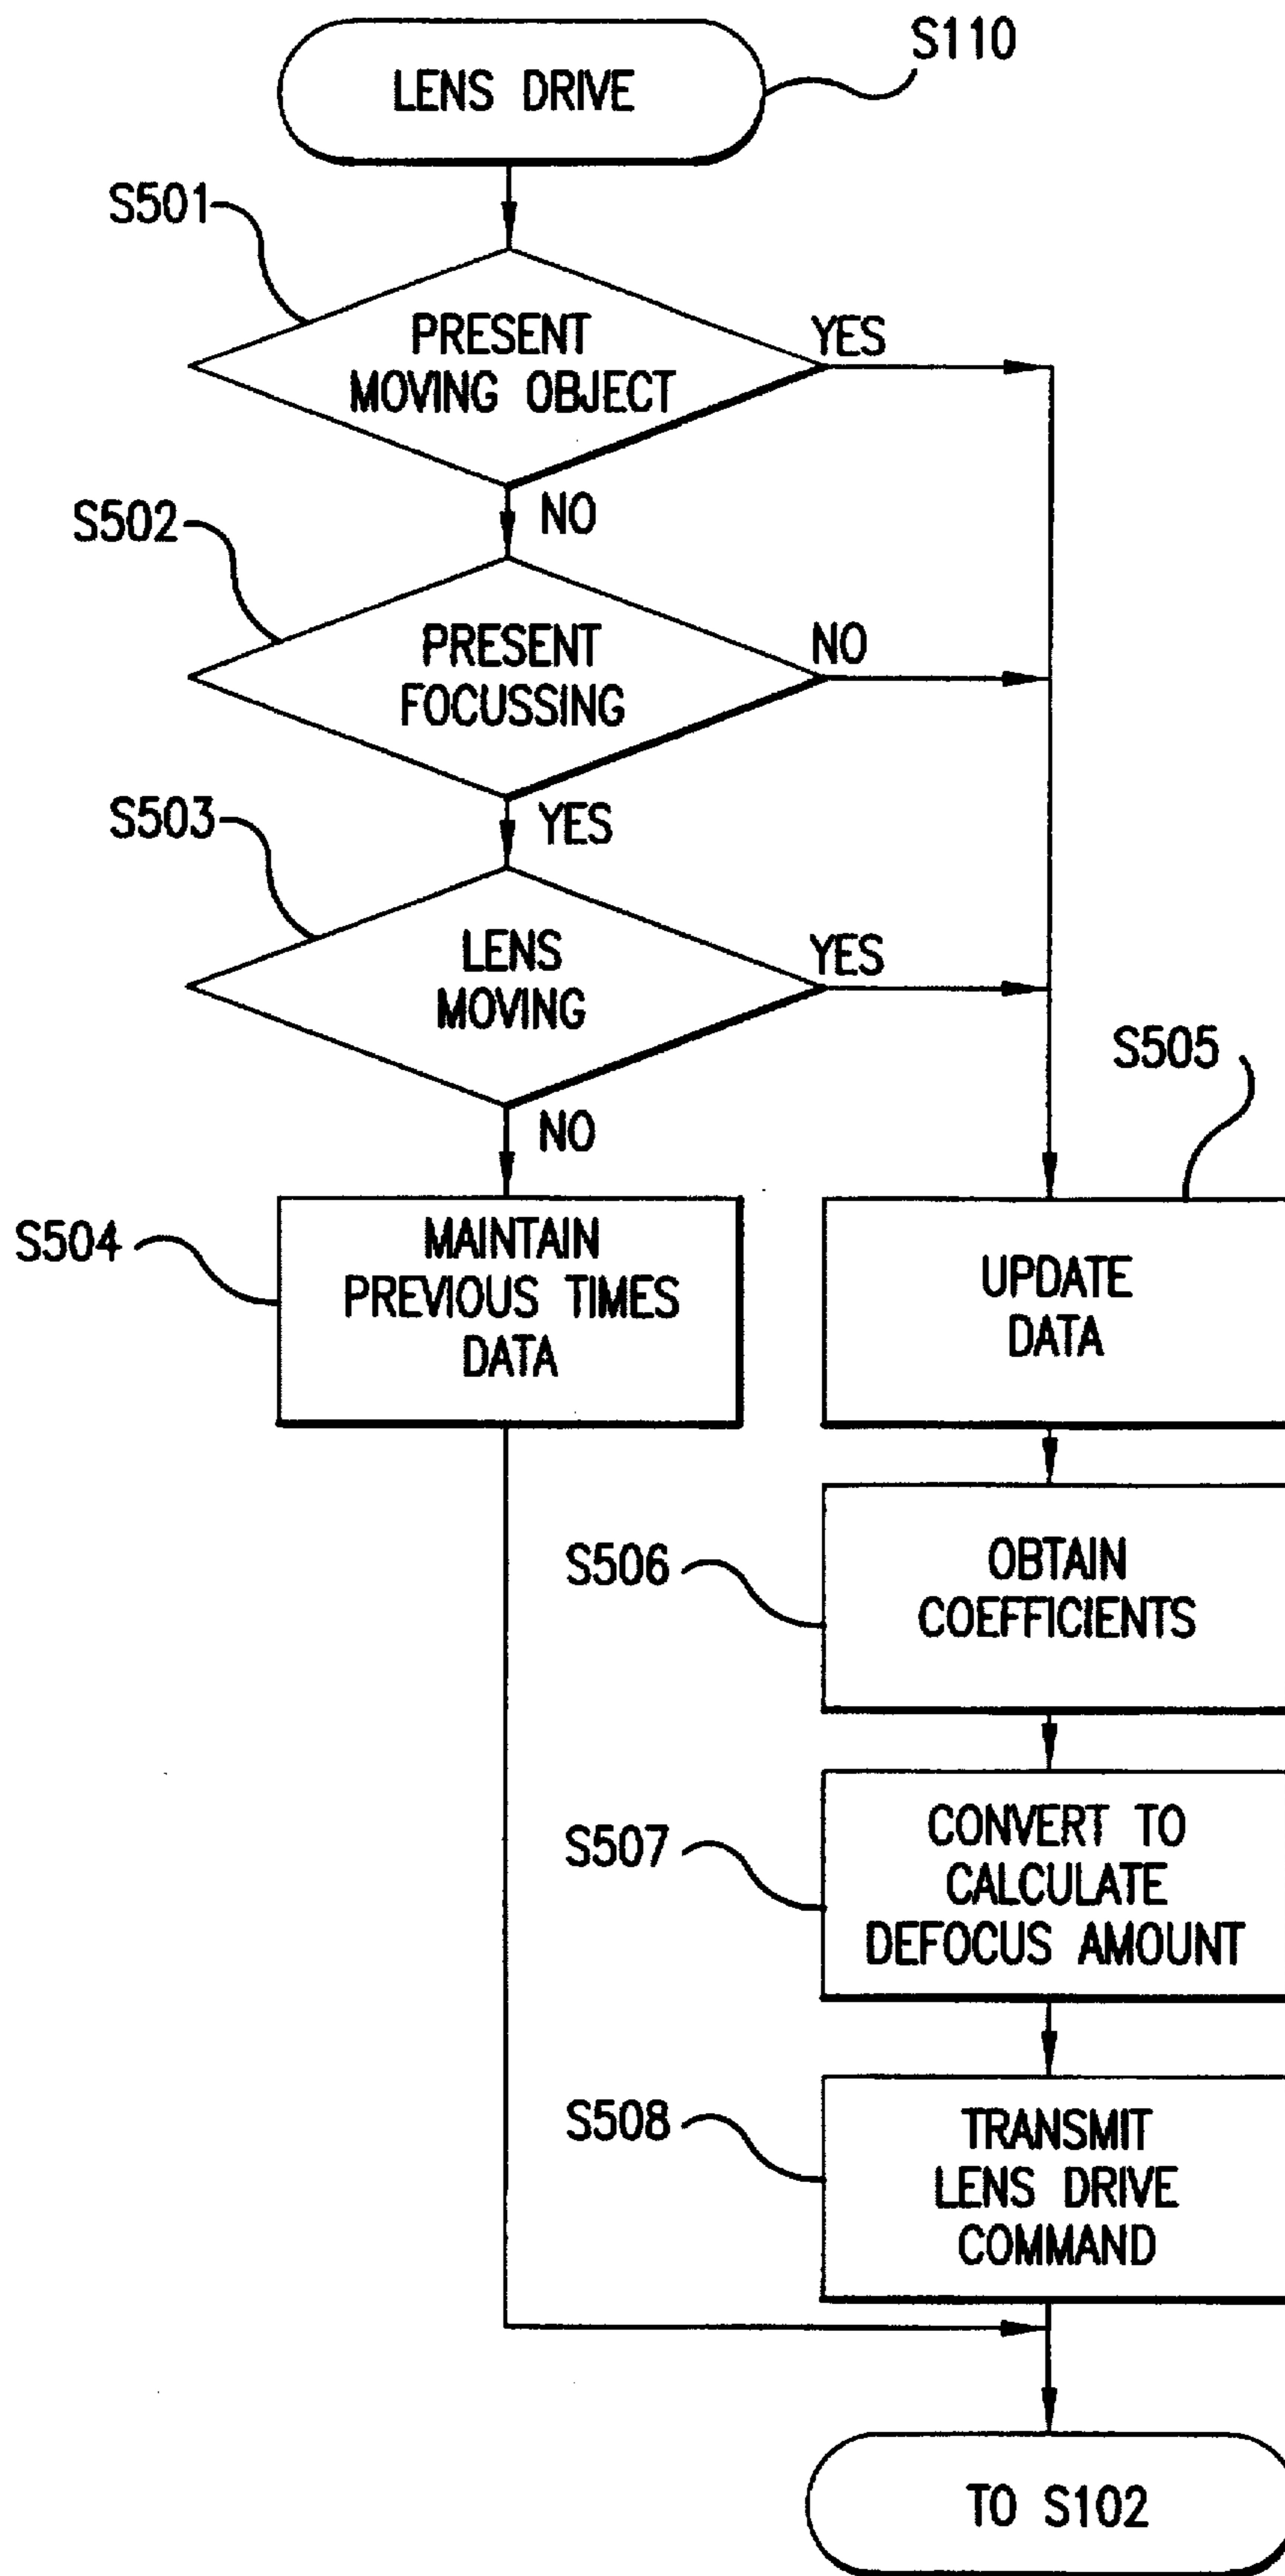 S110
LENS DRIVE
S501
PRESENT
MOVING OBJECT
YES
NO
S502
PRESENT
FOCUSSING
NO
YES
S503
LENS
MOVING
YES
NO
S505
S504
MAINTAIN
PREVIOUS TIMES
DATA
UPDATE
DATA
S506
OBTAIN
COEFFICIENTS
S507
CONVERT TO
CALCULATE
DEFOCUS AMOUNT
S508
TRANSMIT
LENS DRIVE
COMMAND
TO S102